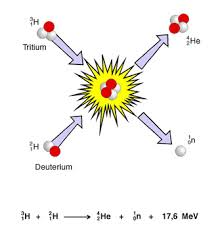 ³₁H
Tritium
⁴₂He
²₁H
Deuterium
¹₀n
³₁H + ²₁H ⟶ ⁴₂He + ¹₀n + 17,6 MeV